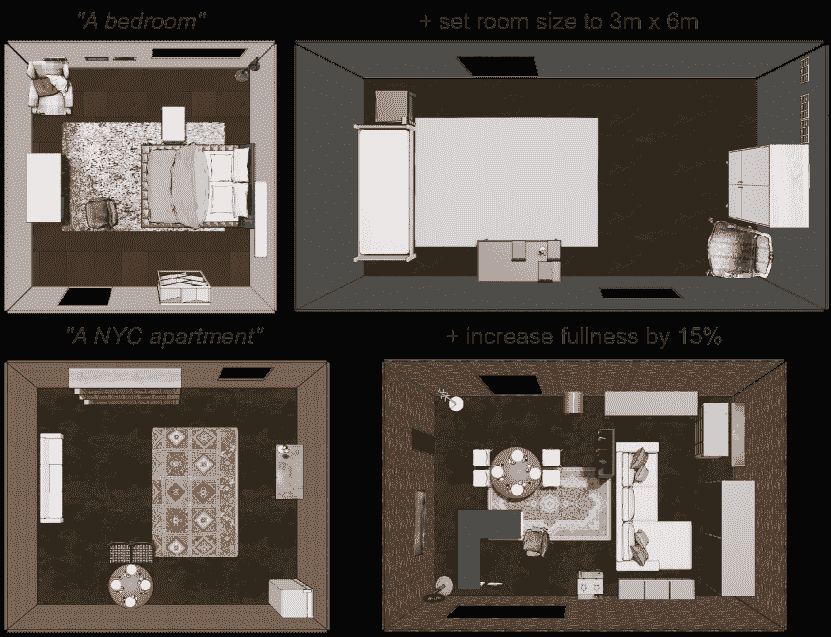 "A bedroom"
+ set room size to 3m x 6m
"A NYC apartment"
+ increase fullness by 15%